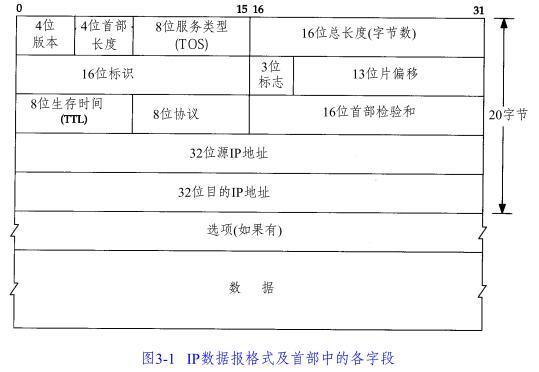 0 15 16 31
4位 4位首部 8位服务类型 16位总长度(字节数)
版本 长度 (TOS)
16位标识 3位 13位片偏移
标志
8位生存时间 8位协议 16位首部检验和 20字节
(TTL)
32位源IP地址
32位目的IP地址
选项(如果有)
数 据
图3-1 IP数据报格式及首部中的各字段